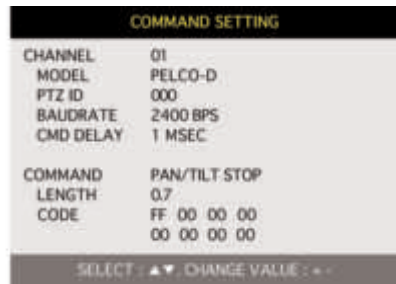 COMMAND SETTING
CHANNEL 01
MODEL PELCO-D
PTZ ID 000
BAUDRATE 2400 BPS
CMD DELAY 1 MSEC
COMMAND PAN/TILT STOP
LENGTH 0.7
CODE FF 00 00 00
00 00 00 00
SELECT : ▲▼, CHANGE VALUE : + -